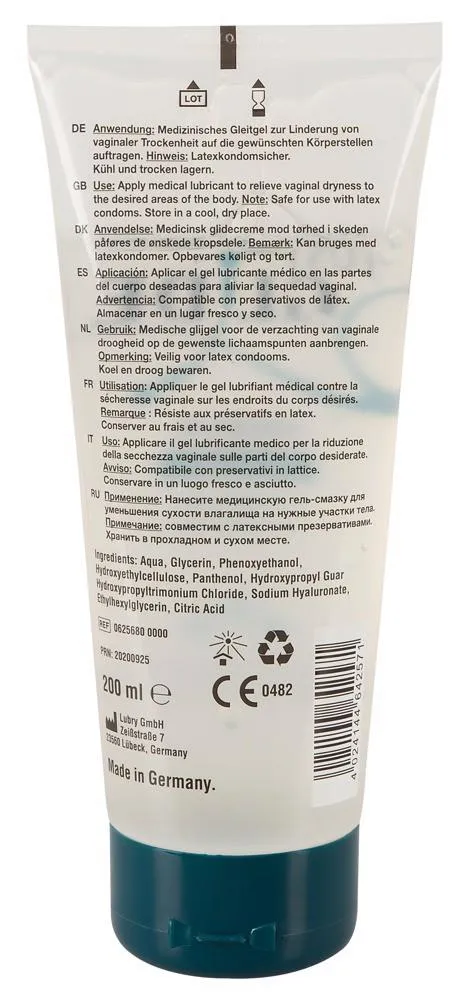 LOT
DE Anwendung: Medizinisches Gleitgel zur Linderung von
vaginaler Trockenheit auf die gewünschten Körperstellen
auftragen. Hinweis: Latexkondomsicher.
Kühl und trocken lagern.
GB Use: Apply medical lubricant to relieve vaginal dryness to
the desired areas of the body. Note: Safe for use with latex
condoms. Store in a cool, dry place.
DK Anvendelse: Medicinsk glidecreme mod tørhed i skeden
påføres de ønskede kropsdele. Bemærk: Kan bruges med
latexkondomer. Opbevares køligt og tørt.
ES Aplicación: Aplicar el gel lubricante médico en las partes
del cuerpo deseadas para aliviar la sequedad vaginal.
Advertencia: Compatible con preservativos de látex.
Almacenar en un lugar fresco y seco.
NL Gebruik: Medische glijgel voor de verzachting van vaginale
droogheid op de gewenste lichaamspunten aanbrengen.
Opmerking: Veilig voor latex condooms.
Koel en droog bewaren.
FR Utilisation: Appliquer le gel lubrifiant médical contre la
sécheresse vaginale sur les endroits du corps désirés.
Remarque : Résiste aux préservatifs en latex.
Conserver au frais et au sec.
IT Uso: Applicare il gel lubrificante medico per la riduzione
della secchezza vaginale sulle parti del corpo desiderate.
Avviso: Compatibile con preservativi in lattice.
Conservare in un luogo fresco e asciutto.
RU Применение: Нанесите медицинскую гель-смазку для
уменьшения сухости влагалища на нужные участки тела.
Примечание: совместим с латексными презервативами.
Хранить в прохладном и сухом месте.
Ingredients: Aqua, Glycerin, Phenoxyethanol,
Hydroxyethylcellulose, Panthenol, Hydroxypropyl Guar
Hydroxypropyltrimonium Chloride, Sodium Hyaluronate,
Ethylhexylglycerin, Citric Acid
REF 0625680 0000
PRN: 20200925
200 ml e
CE 0482
Lubry GmbH
Zeißstraße 7
23560 Lübeck, Germany
Made in Germany.
4 024144 642571